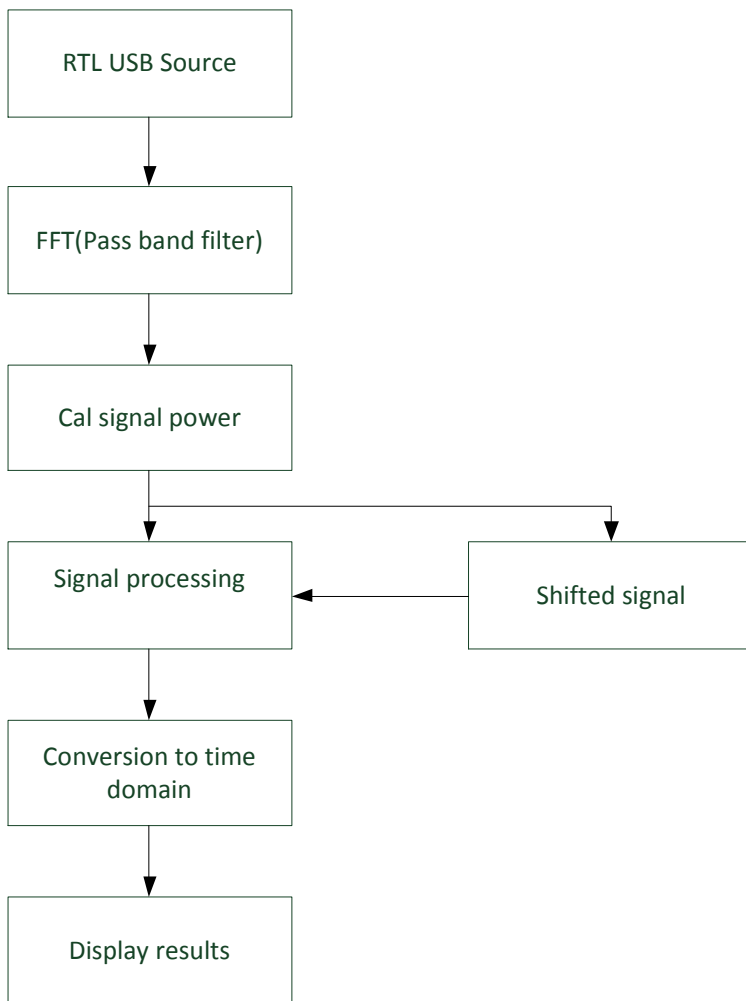 RTL USB Source
FFT(Pass band filter)
Cal signal power
Signal processing
Shifted signal
Conversion to time
domain
Display results